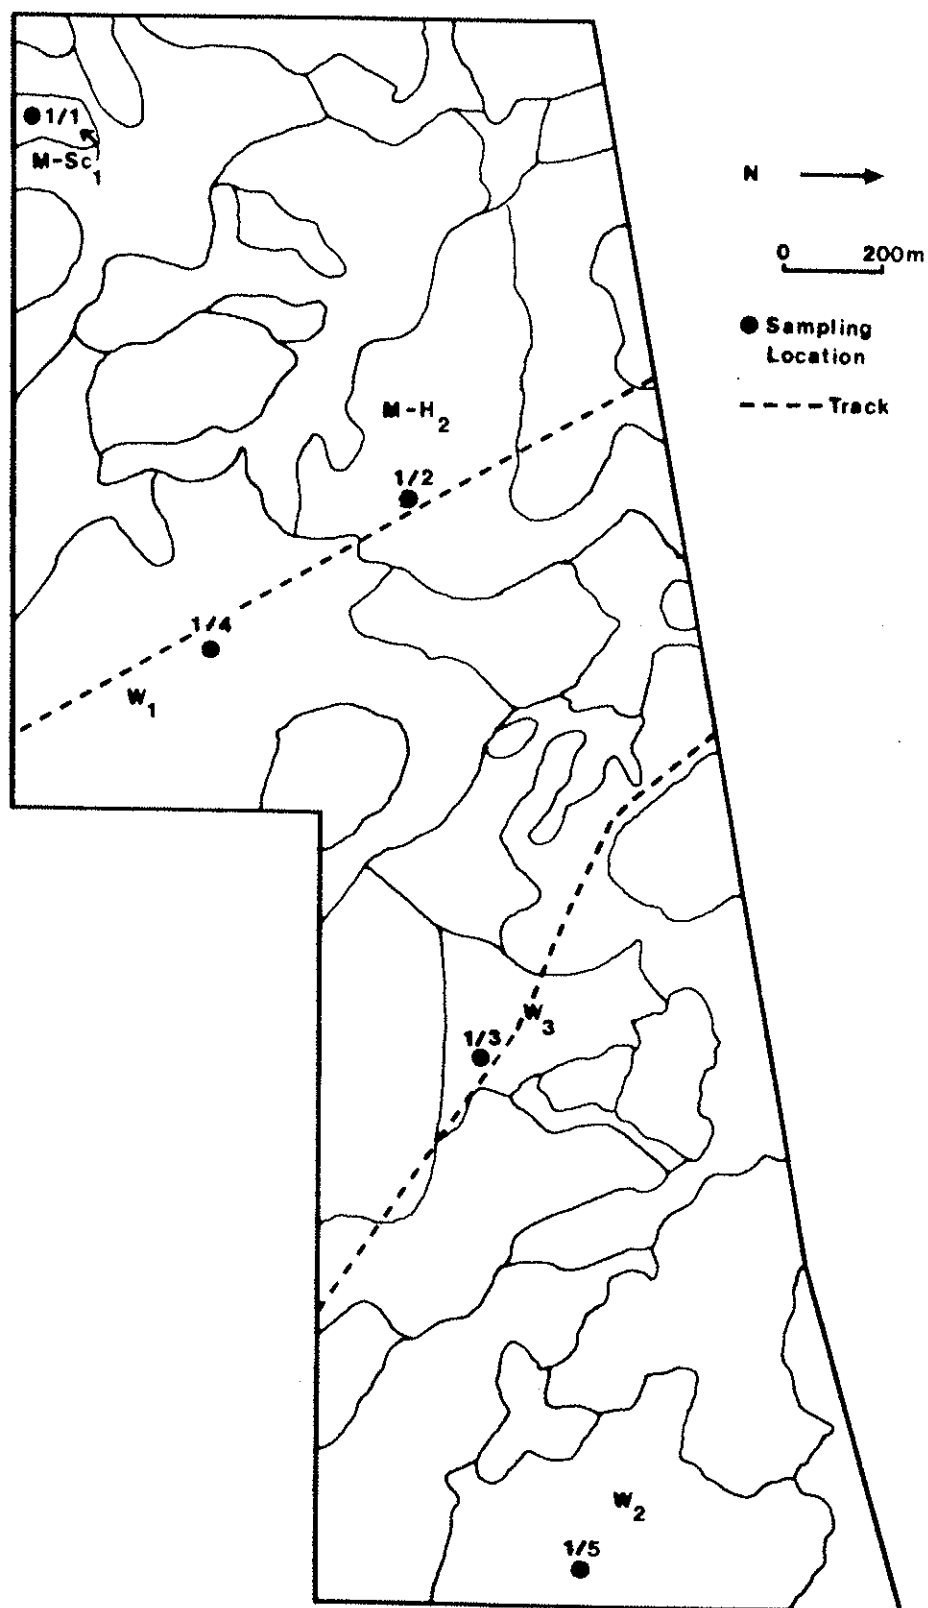 1/1
M-Sc1
N
0 200m
Sampling
Location
Track
M-H2
1/2
1/4
W1
W3
1/3
W2
1/5